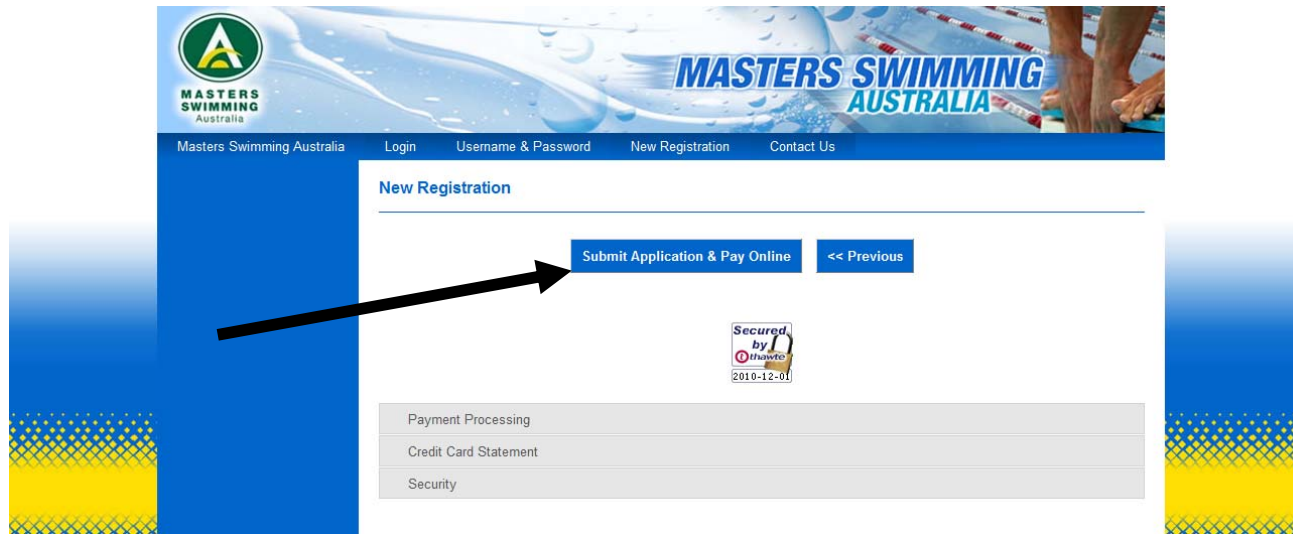 MASTERS
SWIMMING
Australia
MASTERS SWIMMING
AUSTRALIA
Masters Swimming Australia Login Username & Password New Registration Contact Us
New Registration
Submit Application & Pay Online << Previous
Secured
by
thawte
2010-12-01
Payment Processing
Credit Card Statement
Security